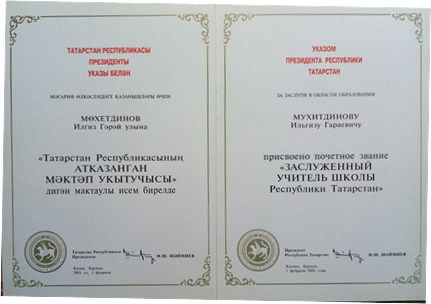 ТАТАРСТАН РЕСПУБЛИКАСЫ
ПРЕЗИДЕНТЫ
УКАЗЫ БЕЛӘН
МӘГАРИФ ӨЛКӘСЕНДӘГЕ КАЗАНЫШЛАРЫ ӨЧЕН
МӨХЕТДИНОВ
Илгиз Гәрәй улына
«Татарстан Республикасының
АТКАЗАНГАН
МӘКТӘП УКЫТУЧЫСЫ»
дигән мактаулы исем бирелде
Татарстан Республикасы
Президенты
М.Ш. ШӘЙМИЕВ
Казан, Кремль
2001 ел, 1 февраль
УКАЗОМ
ПРЕЗИДЕНТА РЕСПУБЛИКИ
ТАТАРСТАН
ЗА ЗАСЛУГИ В ОБЛАСТИ ОБРАЗОВАНИЯ
МУХИТДИНОВУ
Ильгизу Гараевичу
присвоено почетное звание
«ЗАСЛУЖЕННЫЙ
УЧИТЕЛЬ ШКОЛЫ
Республики Татарстан»
Президент
Республики Татарстан
М.Ш. ШАЙМИЕВ
Казань, Кремль
1 февраля 2001 года